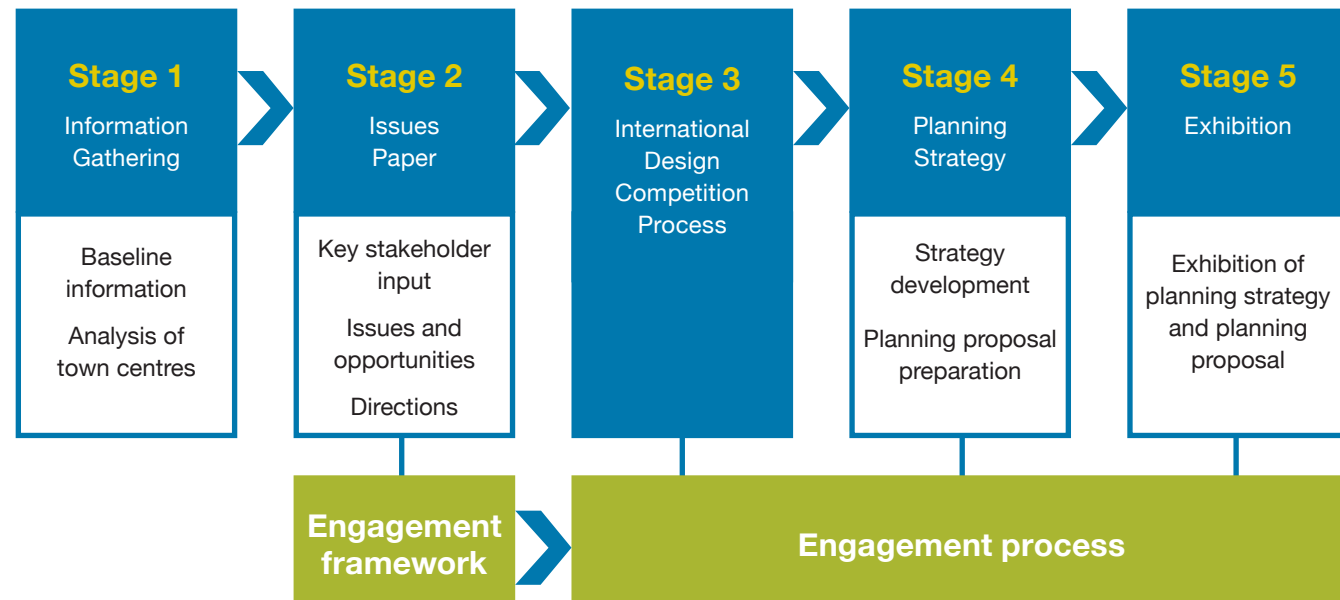 Stage 1
Information
Gathering
Baseline
information
Analysis of
town centres
Stage 2
Issues
Paper
Key stakeholder
input
Issues and
opportunities
Directions
Stage 3
International
Design
Competition
Process
Stage 4
Planning
Strategy
Strategy
development
Planning proposal
preparation
Stage 5
Exhibition
Exhibition of
planning strategy
and planning
proposal
Engagement
framework
Engagement process